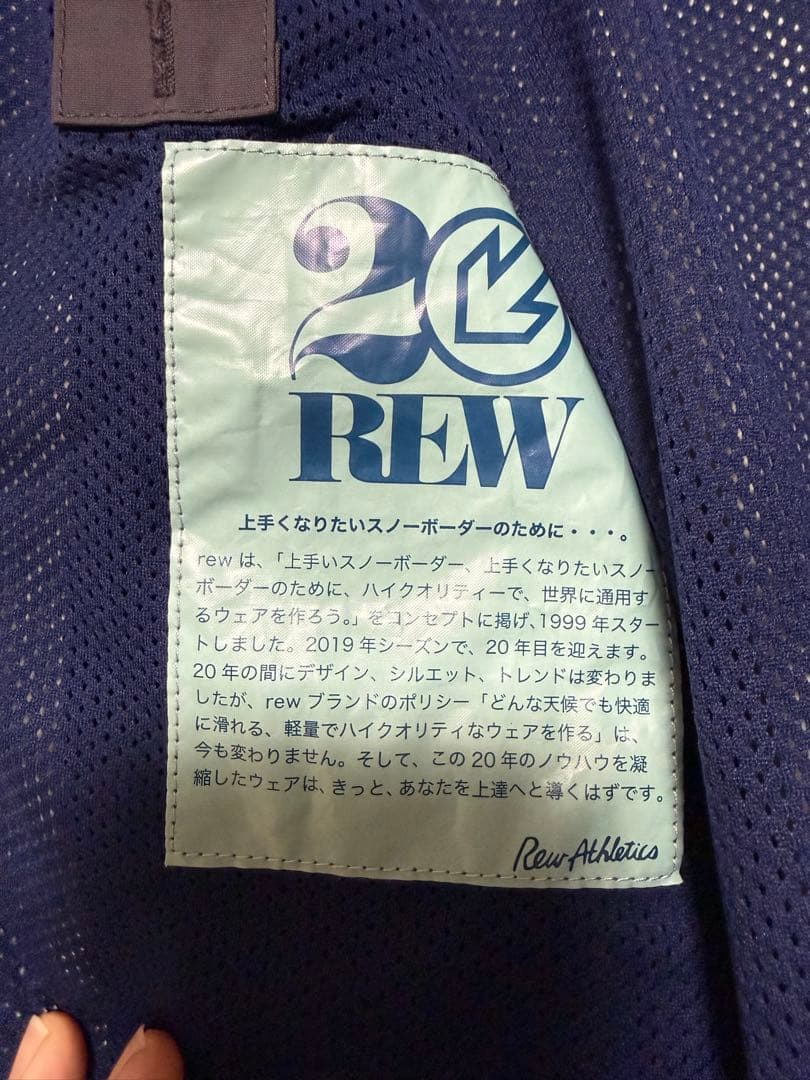 20
REW
上手くなりたいスノーボーダーのために・・・。
rew は、「上手いスノーボーダー、上手くなりたいスノー
ボーダーのために、ハイクオリティーで、世界に通用す
るウェアを作ろう。」をコンセプトに掲げ、1999 年スター
トしました。2019 年シーズンで、20 年目を迎えます。
20 年の間にデザイン、シルエット、トレンドは変わりま
したが、rew ブランドのポリシー「どんな天候でも快適
に滑れる、軽量でハイクオリティなウェアを作る」は、
今も変わりません。そして、この 20 年のノウハウを凝
縮したウェアは、きっと、あなたを上達へと導くはずです。
Rew Athletics